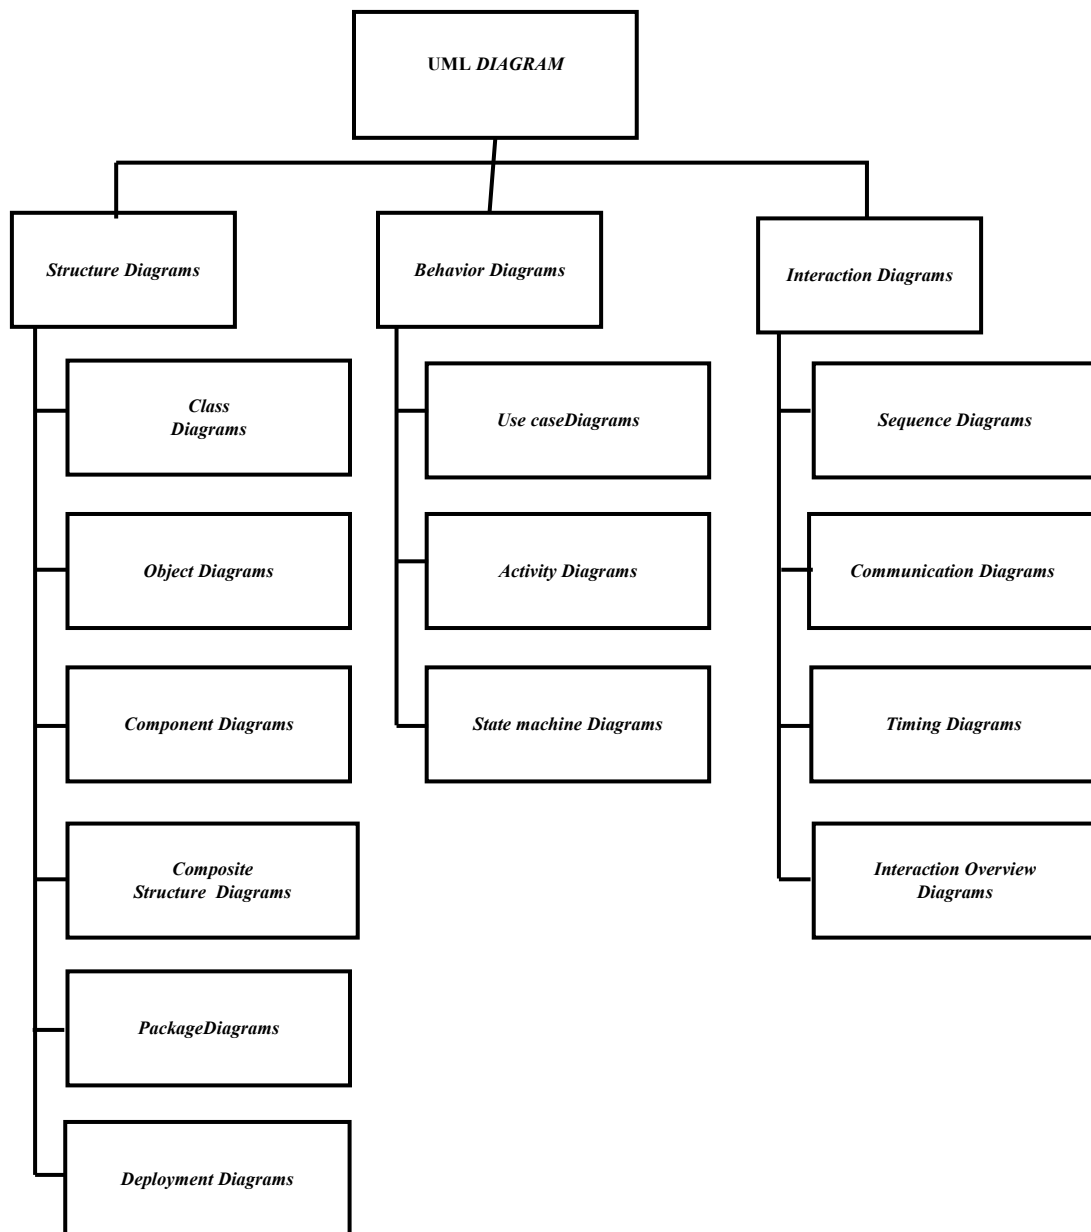 UML DIAGRAM
Structure Diagrams
Behavior Diagrams
Interaction Diagrams
Class
Diagrams
Use caseDiagrams
Sequence Diagrams
Object Diagrams
Activity Diagrams
Communication Diagrams
Component Diagrams
State machine Diagrams
Timing Diagrams
Composite
Structure  Diagrams
Interaction Overview
Diagrams
PackageDiagrams
Deployment Diagrams